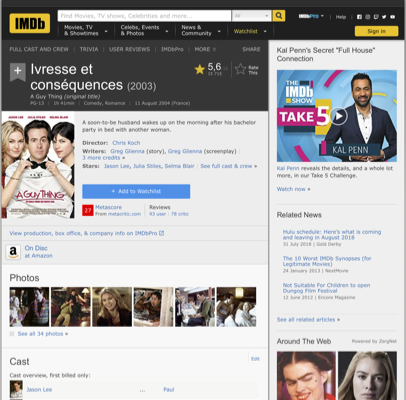 IMDb
Find Movies, TV shows, Celebrities and more...
All
IMDbPro
Help
Movies, TV
& Showtimes
Celebs, Events
& Photos
News &
Community
Watchlist
Sign in
FULL CAST AND CREW | TRIVIA | USER REVIEWS | IMDbPro | MORE
SHARE
Ivresse et
conséquences (2003)
5,6
Rate
This
A Guy Thing (original title)
PG-13 | 1h 41min | Comedy, Romance | 11 August 2004 (France)
JASON LEE JULIA STILES SELMA BLAIR
A GUY THING
A soon-to-be husband wakes up on the morning after his bachelor
party in bed with another woman.
Director: Chris Koch
Writers: Greg Glienna (story), Greg Glienna (screenplay) |
3 more credits »
Stars: Jason Lee, Julia Stiles, Selma Blair | See full cast & crew »
+ Add to Watchlist
27
Metascore
From metacritic.com
Reviews
93 user | 78 critic
View production, box office, & company info on IMDbPro
On Disc
at Amazon
Photos
See all 34 photos »
Cast
Edit
Cast overview, first billed only:
Jason Lee ... Paul
Kal Penn's Secret "Full House"
Connection
THE
IMDb
SHOW
TAKE 5
KAL PENN
Kal Penn reveals the details, and a whole lot
more, in our Take 5 Challenge.
Watch now »
Related News
Hulu schedule: Here's what is coming
and leaving in August 2018
31 July 2018 | Gold Derby
The 10 Worst IMDb Synopses (for
Legitimate Movies)
24 January 2013 | NextMovie
Not Suitable For Children to open
Dungog Film Festival
12 June 2012 | Encore Magazine
See all related articles »
Around The Web
Powered by ZergNet